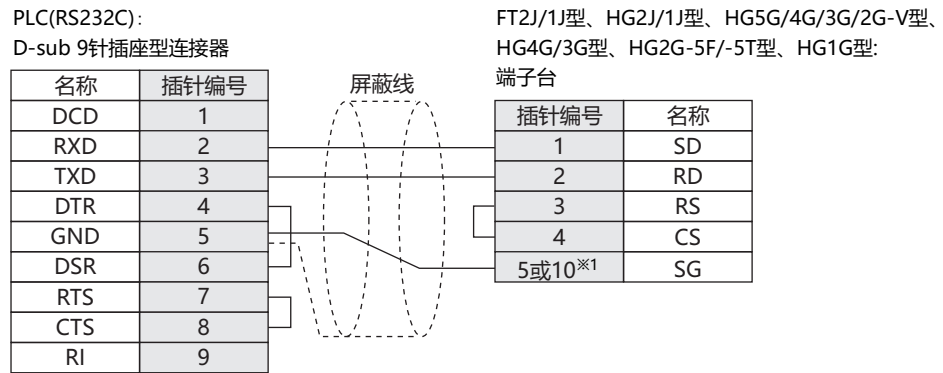 PLC(RS232C):
D-sub 9针插座型连接器
名称 插针编号
DCD 1
RXD 2
TXD 3
DTR 4
GND 5
DSR 6
RTS 7
CTS 8
RI 9
屏蔽线
FT2J/1J型、HG2J/1J型、HG5G/4G/3G/2G-V型、
HG4G/3G型、HG2G-5F/-5T型、HG1G型:
端子台
插针编号 名称
1 SD
2 RD
3 RS
4 CS
5或10※1 SG